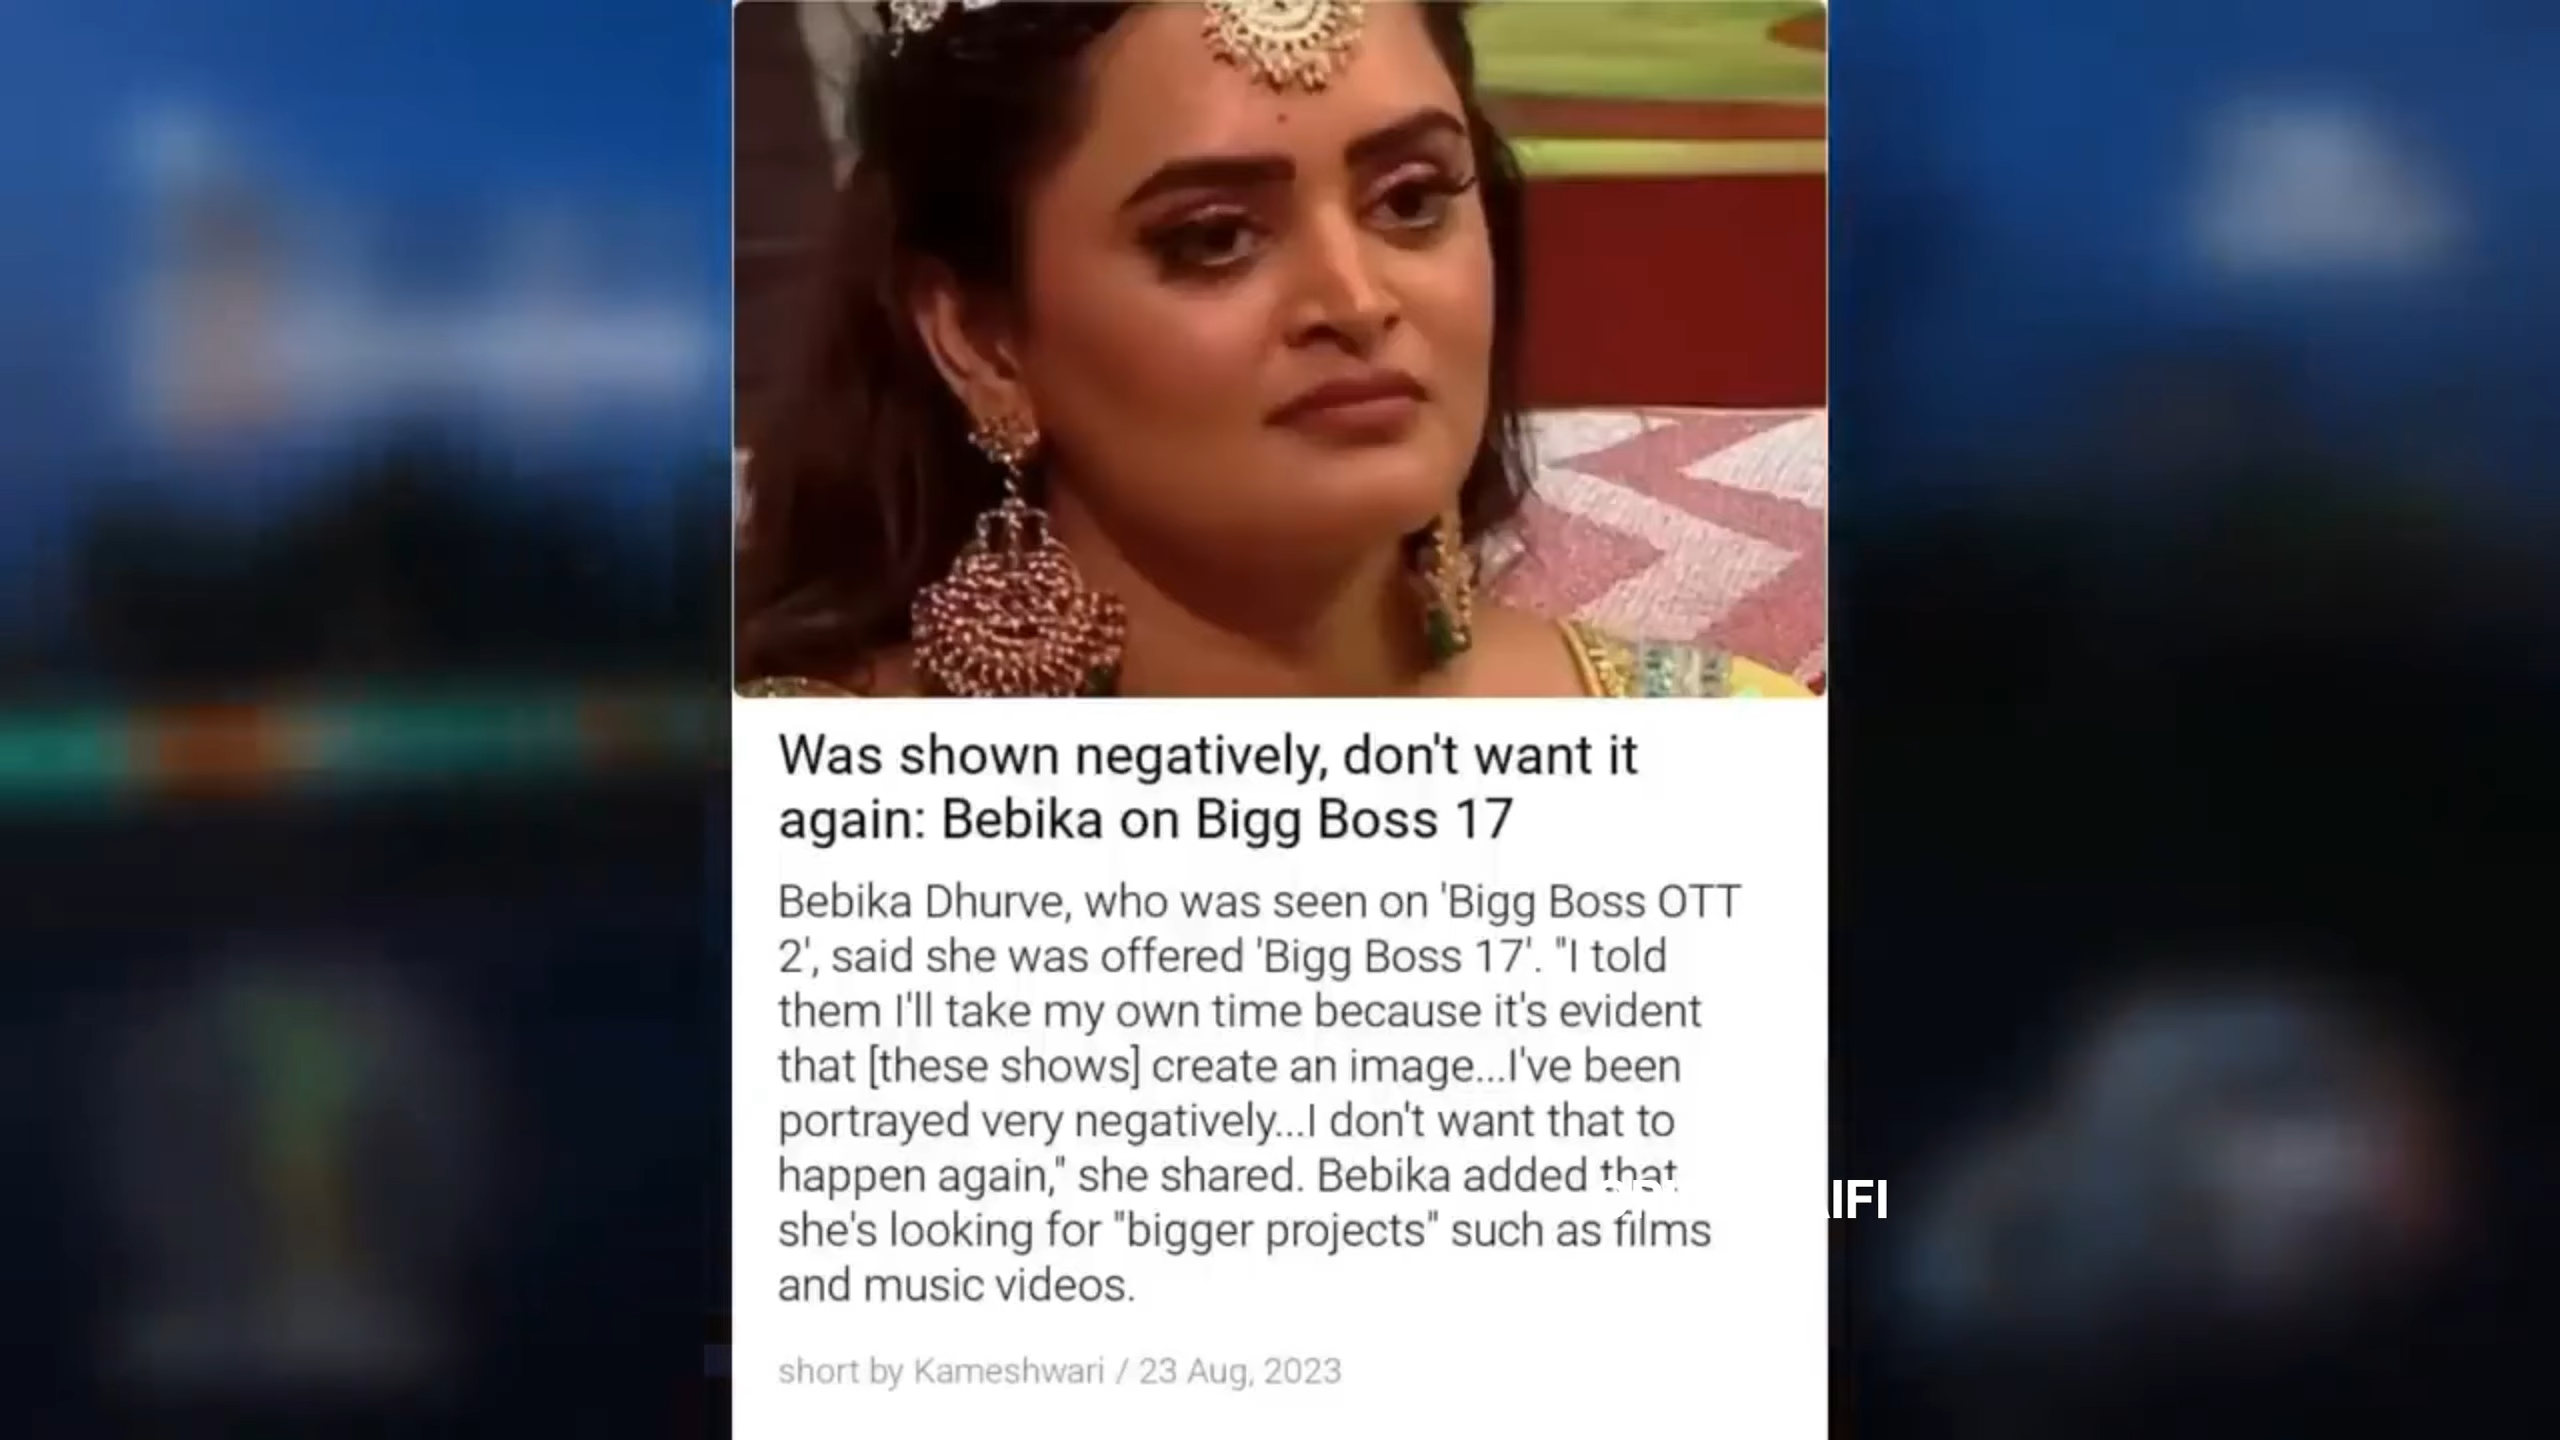 Was shown negatively, don't want it
again: Bebika on Bigg Boss 17
Bebika Dhurve, who was seen on 'Bigg Boss OTT
2', said she was offered 'Bigg Boss 17'. "I told
them I'll take my own time because it's evident
that [these shows] create an image...I've been
portrayed very negatively...I don't want that to
happen again," she shared. Bebika added that
she's looking for "bigger projects" such as films
and music videos.
short by Kameshwari / 23 Aug, 2023